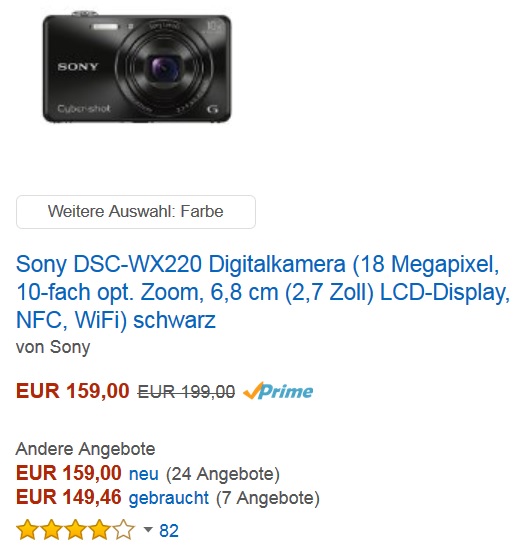 SONY
Cyber-shot
G
Weitere Auswahl: Farbe
Sony DSC-WX220 Digitalkamera (18 Megapixel,
10-fach opt. Zoom, 6,8 cm (2,7 Zoll) LCD-Display,
NFC, WiFi) schwarz
von Sony
EUR 159,00 EUR 199,00 Prime
Andere Angebote
EUR 159,00 neu (24 Angebote)
EUR 149,46 gebraucht (7 Angebote)
82